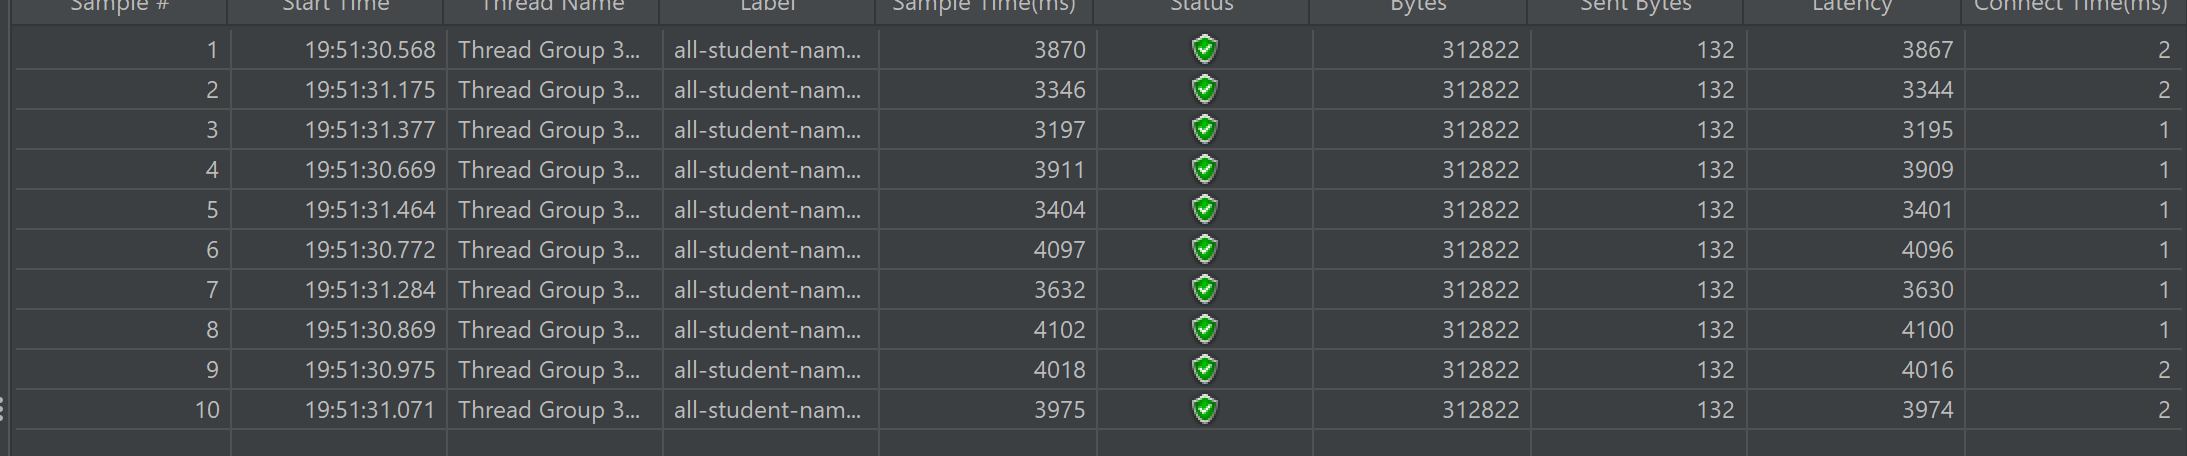 Sample # Start Time Thread Name Label Sample Time(ms) Status Bytes Sent Bytes Latency Connect Time(ms)
1 19:51:30.568 Thread Group 3... all-student-nam... 3870 312822 132 3867 2
2 19:51:31.175 Thread Group 3... all-student-nam... 3346 312822 132 3344 2
3 19:51:31.377 Thread Group 3... all-student-nam... 3197 312822 132 3195 1
4 19:51:30.669 Thread Group 3... all-student-nam... 3911 312822 132 3909 1
5 19:51:31.464 Thread Group 3... all-student-nam... 3404 312822 132 3401 1
6 19:51:30.772 Thread Group 3... all-student-nam... 4097 312822 132 4096 1
7 19:51:31.284 Thread Group 3... all-student-nam... 3632 312822 132 3630 1
8 19:51:30.869 Thread Group 3... all-student-nam... 4102 312822 132 4100 1
9 19:51:30.975 Thread Group 3... all-student-nam... 4018 312822 132 4016 2
10 19:51:31.071 Thread Group 3... all-student-nam... 3975 312822 132 3974 2